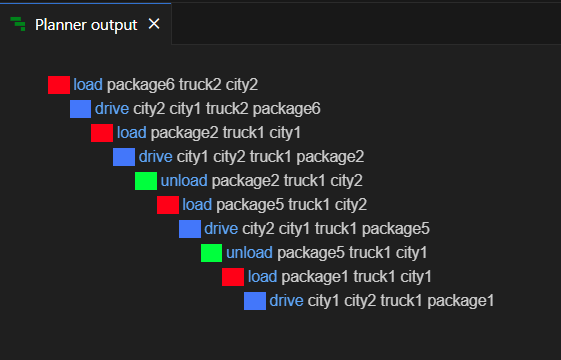 Planner output ×
load package6 truck2 city2
drive city2 city1 truck2 package6
load package2 truck1 city1
drive city1 city2 truck1 package2
unload package2 truck1 city2
load package5 truck1 city2
drive city2 city1 truck1 package5
unload package5 truck1 city1
load package1 truck1 city1
drive city1 city2 truck1 package1